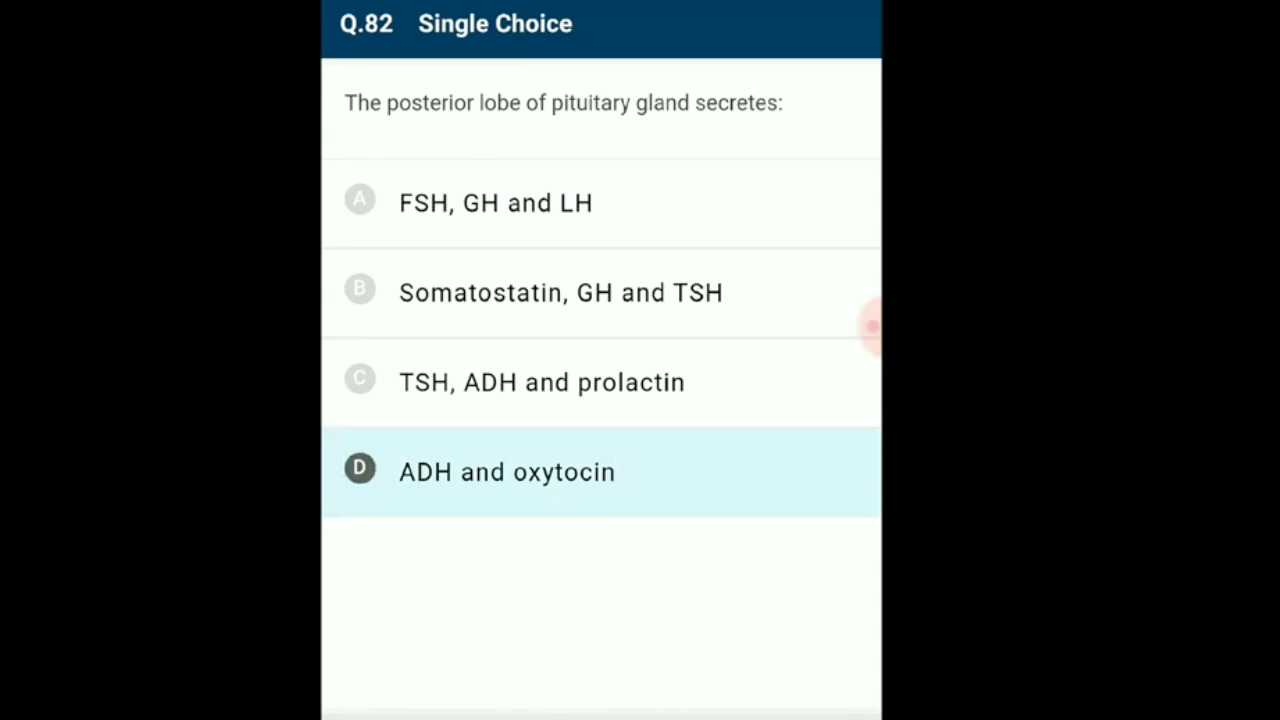 Q.82 Single Choice
The posterior lobe of pituitary gland secretes:
A FSH, GH and LH
B Somatostatin, GH and TSH
C TSH, ADH and prolactin
D ADH and oxytocin